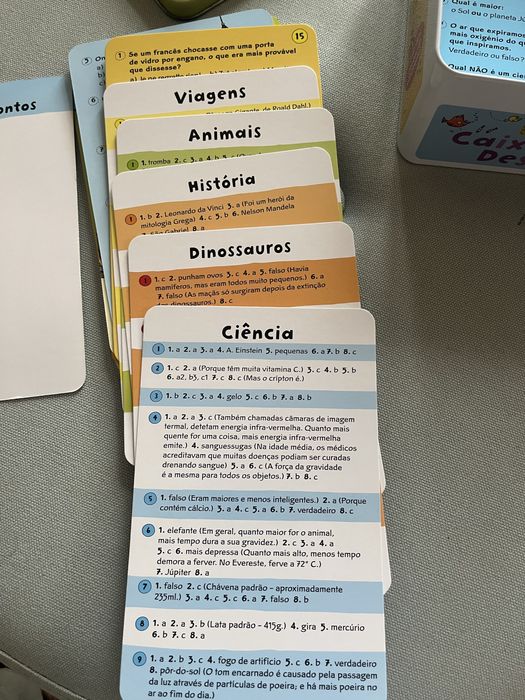 ontos
15
1 Se um francês chocasse com uma porta
de vidro por engano, o que era mais provável
que dissesse?
Viagens
de Roald Dahl.)
Animais
1 1. tromba 2. c 3. a 4. b
História
1 1. b 2. Leonardo da Vinci 3. a (Foi um herói da
mitologia Grega) 4. c 5. b 6. Nelson Mandela
8. a
Dinossauros
1 1. c 2. punham ovos 3. c 4. a 5. falso (Havia
mamíferos, mas eram todos muito pequenos.) 6. a
7. falso (As maçãs só surgiram depois da extinção
dos dinossauros.) 8. c
Ciência
1 1. a 2. a 3. a 4. A. Einstein 5. pequenas 6. a 7. b 8. c
2 1. c 2. a (Porque têm muita vitamina C.) 3. c 4. b 5. b
6. a2, b3, c1 7. c 8. c (Mas o crípton é.)
3 1. b 2. c 3. a 4. gelo 5. c 6. b 7. a 8. b
4 1. a 2. a 3. c (Também chamadas câmaras de imagem
termal, detetam energia infra-vermelha. Quanto mais
quente for uma coisa, mais energia infra-vermelha
emite.) 4. sanguessugas (Na idade média, os médicos
acreditavam que muitas doenças podiam ser curadas
drenando sangue) 5. a 6. c (A força da gravidade
é a mesma para todos os objetos.) 7. b 8. c
5 1. falso (Eram maiores e menos inteligentes.) 2. a (Porque
contém cálcio.) 3. a 4. c 5. a 6. b 7. verdadeiro 8. c
6 1. elefante (Em geral, quanto maior for o animal,
mais tempo dura a sua gravidez.) 2. c 3. a 4. a
5. c 6. mais depressa (Quanto mais alto, menos tempo
demora a ferver. No Evereste, ferve a 72° C.)
7. Júpiter 8. a
7 1. falso 2. c (Chávena padrão - aproximadamente
235ml.) 3. a 4. c 5. c 6. a 7. falso 8. b
8 1. a 2. a 3. b (Lata padrão - 415g.) 4. gira 5. mercúrio
6. b 7. c 8. a
9 1. a 2. b 3. c 4. fogo de artifício 5. c 6. b 7. verdadeiro
8. pôr-do-sol (O tom encarnado é causado pela passagem
da luz através de partículas de poeira; e há mais poeira no
ar ao fim do dia.)
Qual é maior:
o Sol ou o planeta Jú
O ar que expiramos
mais oxigénio do q
que inspiramos.
Verdadeiro ou falso?
Qual NÃO é um cie
Caix
Des